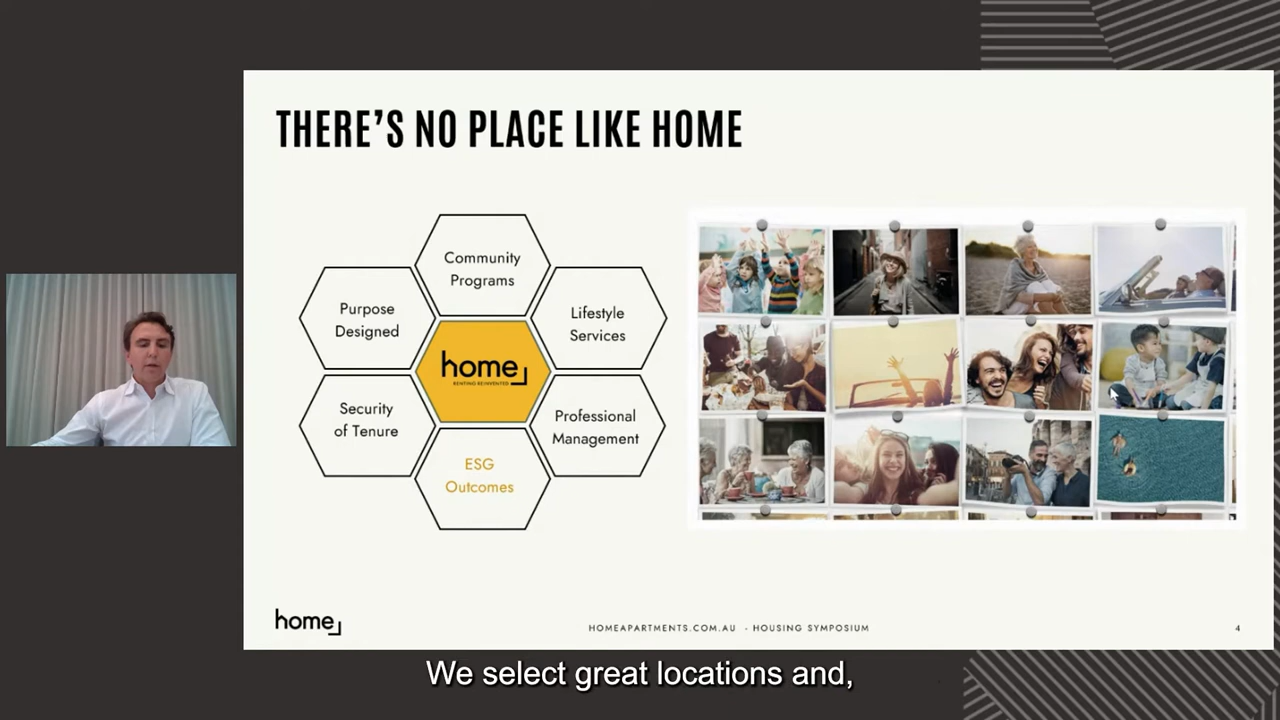 THERE'S NO PLACE LIKE HOME
Community
Programs
Purpose
Designed
Lifestyle
Services
home
RENTING REINVENTED
Security
of Tenure
Professional
Management
ESG
Outcomes
home
HOMEAPARTMENTS.COM.AU - HOUSING SYMPOSIUM
4
We select great locations and,